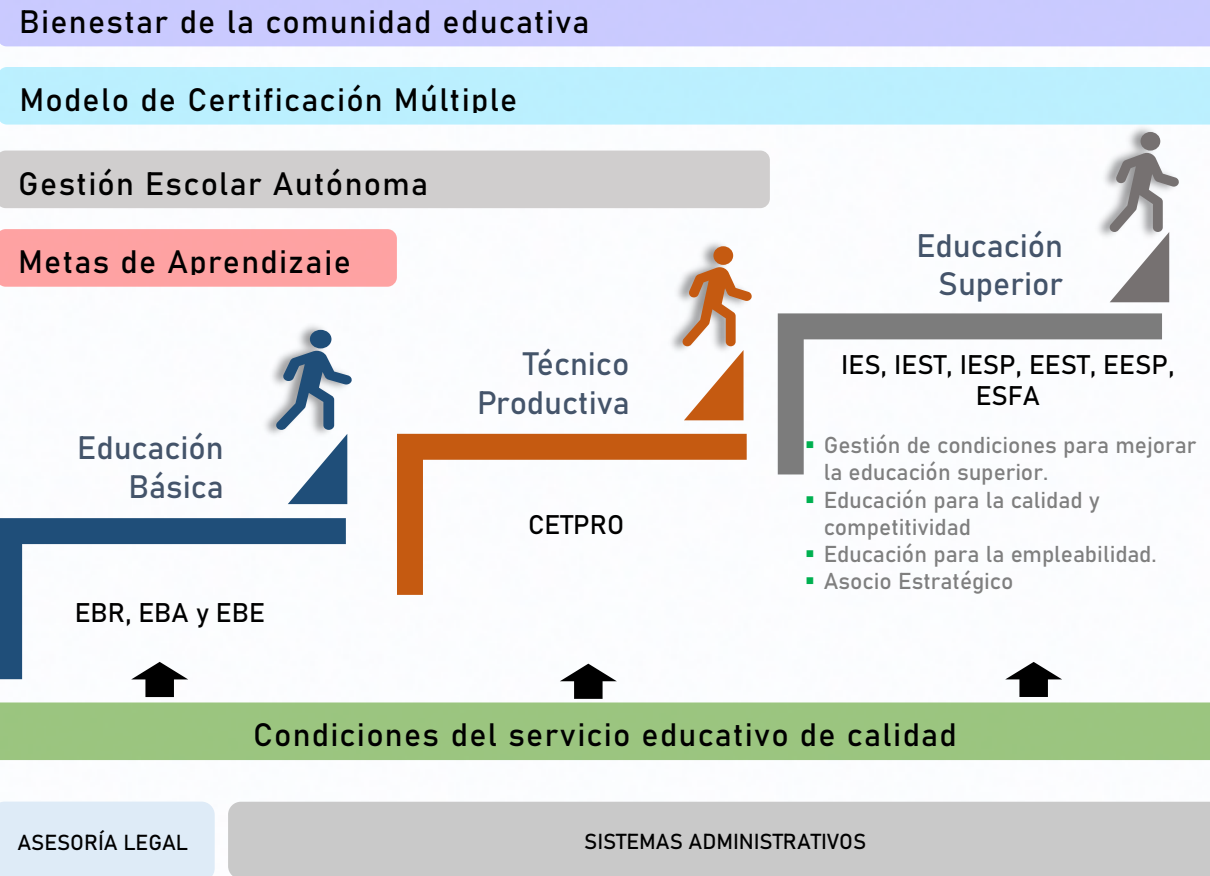 Bienestar de la comunidad educativa
Modelo de Certificación Múltiple
Gestión Escolar Autónoma
Metas de Aprendizaje
Educación
Básica
EBR, EBA y EBE
Técnico
Productiva
CETPRO
Educación
Superior
IES, IEST, IESP, EEST, EESP,
ESFA
▪ Gestión de condiciones para mejorar
la educación superior.
▪ Educación para la calidad y
competitividad
▪ Educación para la empleabilidad.
▪ Asocio Estratégico
Condiciones del servicio educativo de calidad
ASESORÍA LEGAL
SISTEMAS ADMINISTRATIVOS